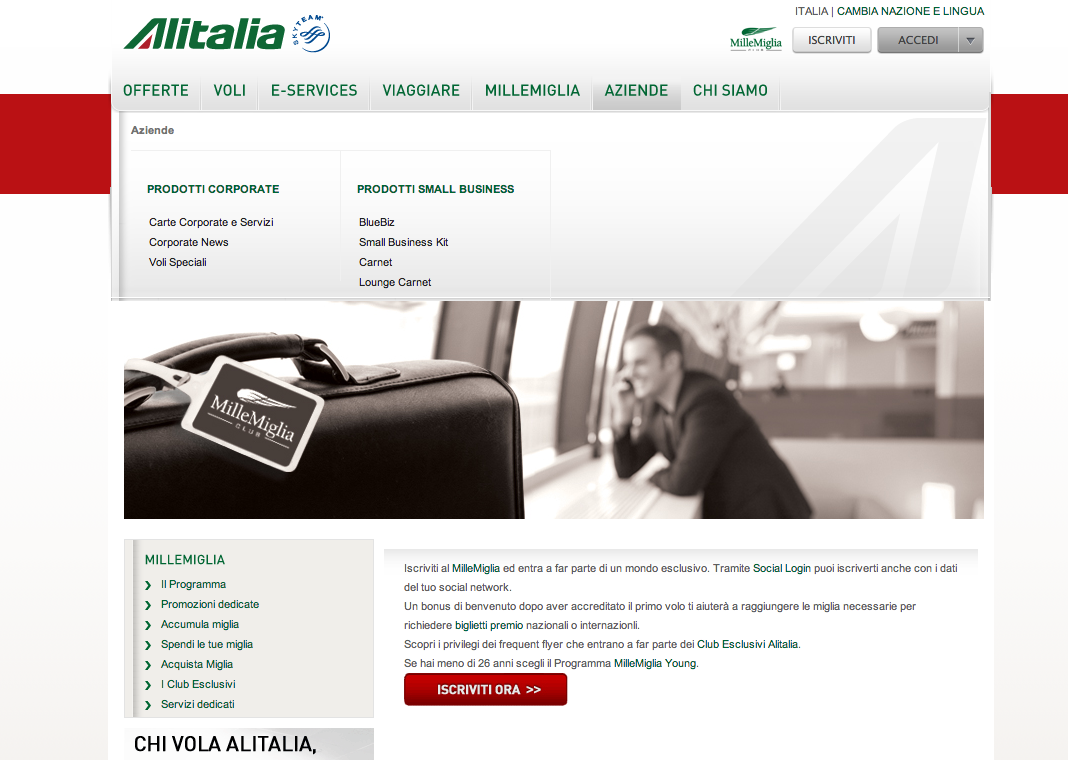 ITALIA | CAMBIA NAZIONE E LINGUA
Alitalia
SKYTEAM
MilleMiglia
CLUB
ISCRIVITI
ACCEDI
OFFERTE
VOLI
E-SERVICES
VIAGGIARE
MILLEMIGLIA
AZIENDE
CHI SIAMO
Aziende
PRODOTTI CORPORATE
Carte Corporate e Servizi
Corporate News
Voli Speciali
PRODOTTI SMALL BUSINESS
BlueBiz
Small Business Kit
Carnet
Lounge Carnet
MilleMiglia
CLUB
MILLEMIGLIA
Il Programma
Promozioni dedicate
Accumula miglia
Spendi le tue miglia
Acquista Miglia
I Club Esclusivi
Servizi dedicati
CHI VOLA ALITALIA,
Iscriviti al MilleMiglia ed entra a far parte di un mondo esclusivo. Tramite Social Login puoi iscriverti anche con i dati
del tuo social network.
Un bonus di benvenuto dopo aver accreditato il primo volo ti aiuterà a raggiungere le miglia necessarie per
richiedere biglietti premio nazionali o internazionli.
Scopri i privilegi dei frequent flyer che entrano a far parte dei Club Esclusivi Alitalia.
Se hai meno di 26 anni scegli il Programma MilleMiglia Young.
ISCRIVITI ORA >>